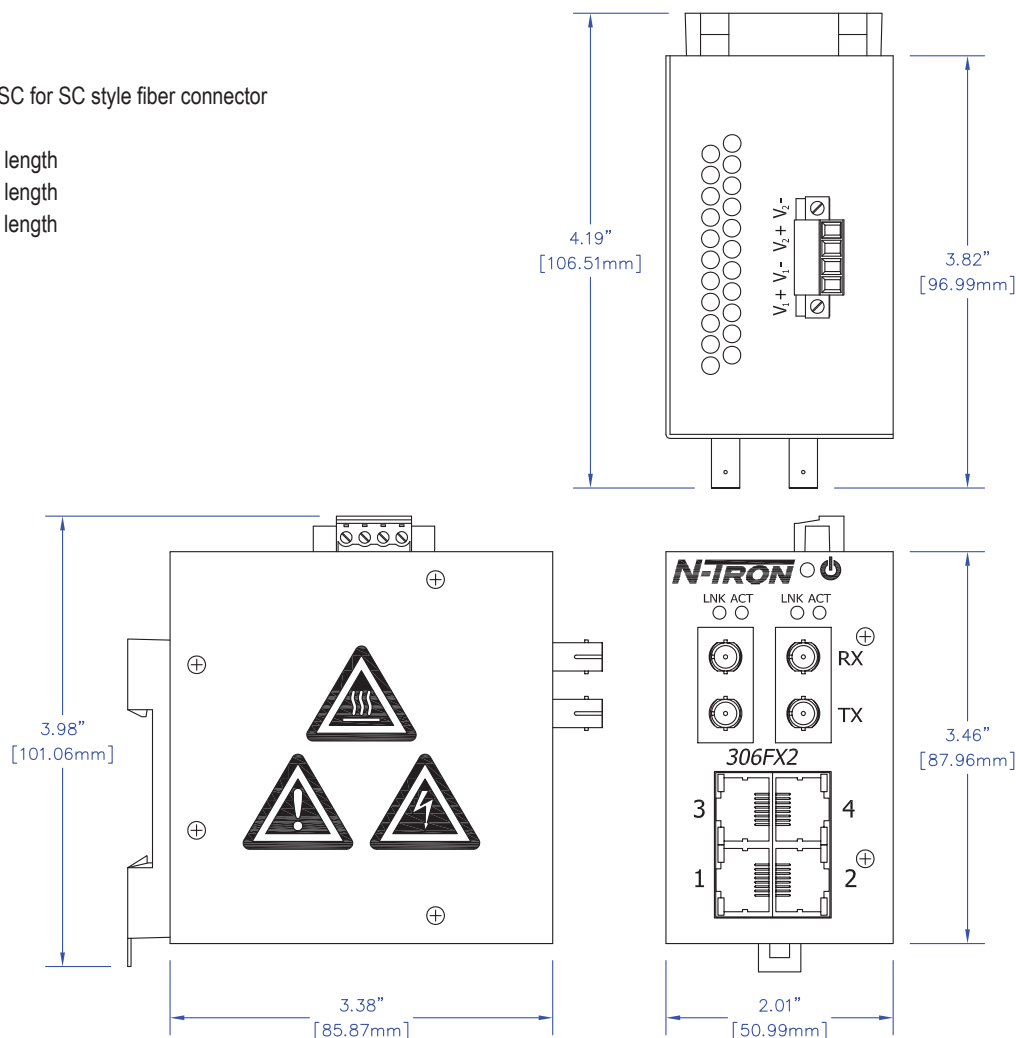 SC for SC style fiber connector
length
length
length
4.19”
[106.51mm]
V₁+ V₁- V₂+ V₂-
3.82”
[96.99mm]
N-TRON
LNK ACT LNK ACT
RX
TX
306FX2
3 4
1 2
3.98”
[101.06mm]
3.46”
[87.96mm]
3.38”
[85.87mm]
2.01”
[50.99mm]